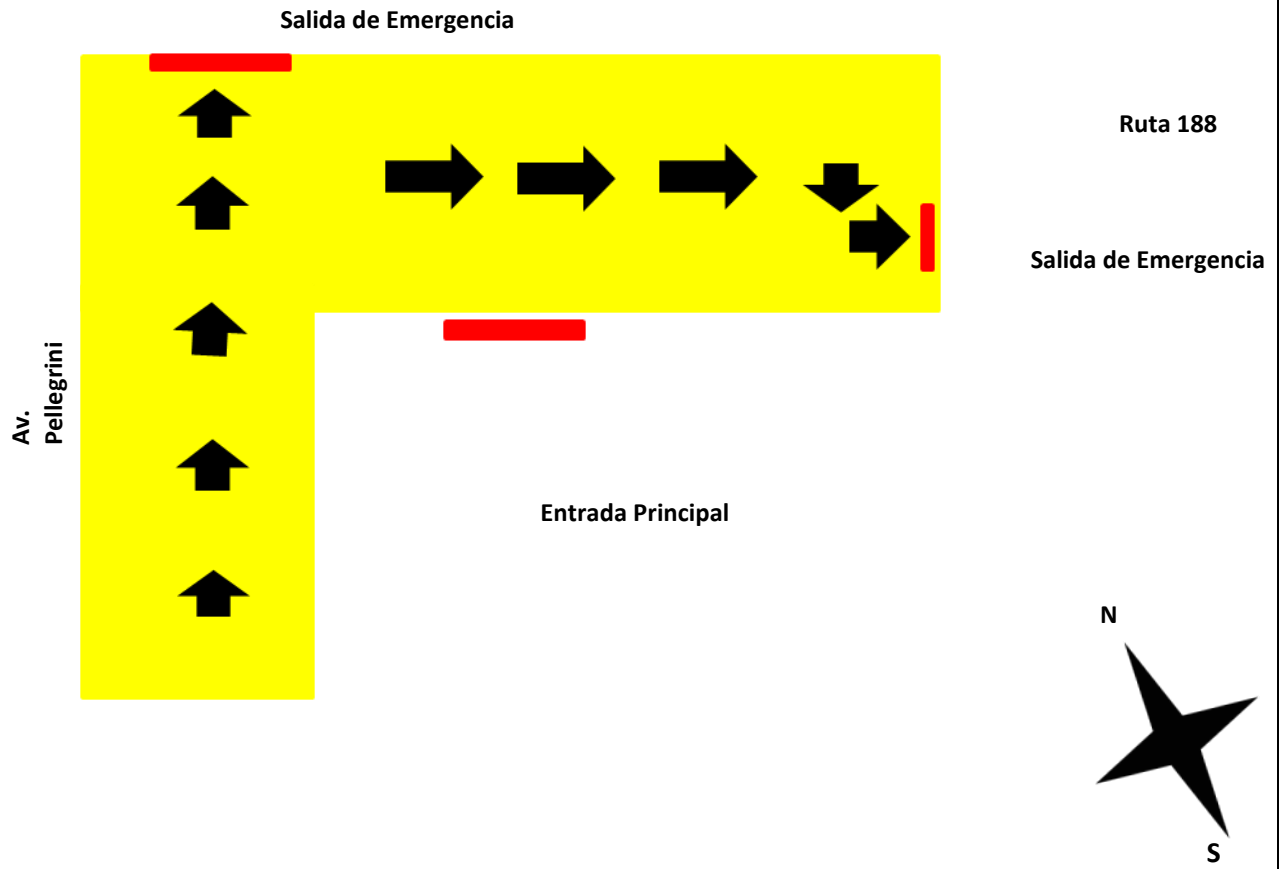 Salida de Emergencia
Ruta 188
Salida de Emergencia
Av.
Pellegrini
Entrada Principal
N
S